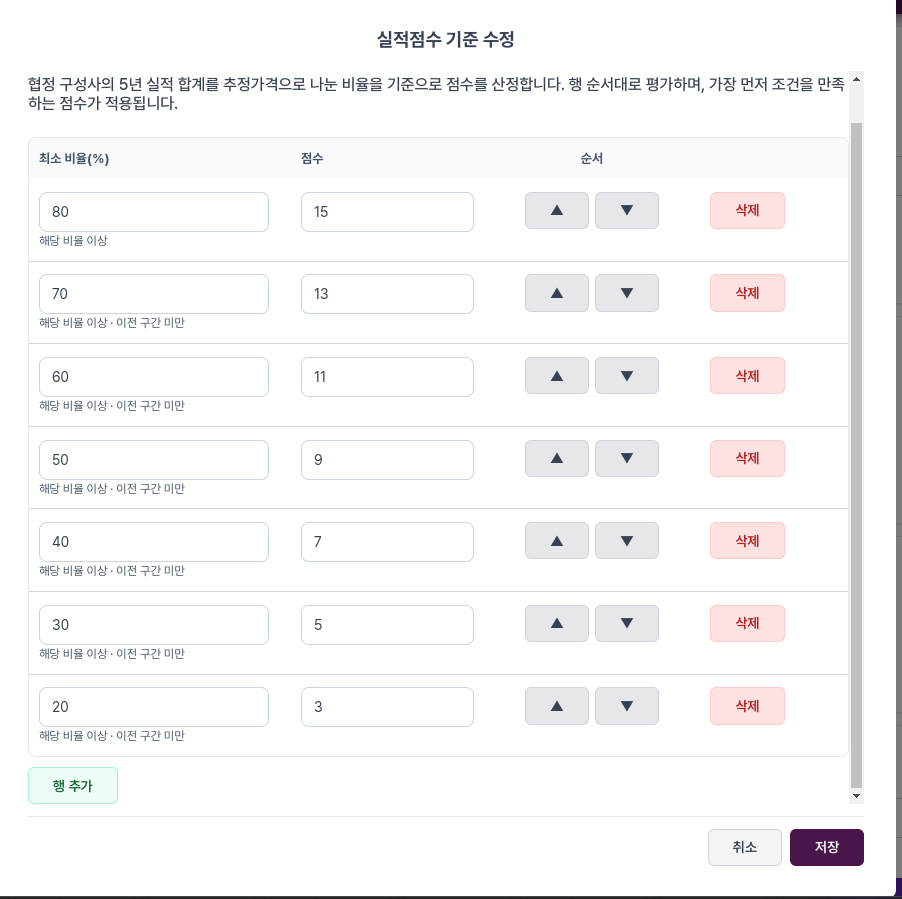 실적점수 기준 수정
협정 구성사의 5년 실적 합계를 추정가격으로 나눈 비율을 기준으로 점수를 산정합니다. 행 순서대로 평가하며, 가장 먼저 조건을 만족
하는 점수가 적용됩니다.
최소 비율(%) 점수 순서
80 15 ▲ ▼ 삭제
해당 비율 이상
70 13 ▲ ▼ 삭제
해당 비율 이상 · 이전 구간 미만
60 11 ▲ ▼ 삭제
해당 비율 이상 · 이전 구간 미만
50 9 ▲ ▼ 삭제
해당 비율 이상 · 이전 구간 미만
40 7 ▲ ▼ 삭제
해당 비율 이상 · 이전 구간 미만
30 5 ▲ ▼ 삭제
해당 비율 이상 · 이전 구간 미만
20 3 ▲ ▼ 삭제
해당 비율 이상 · 이전 구간 미만
행 추가
취소 저장